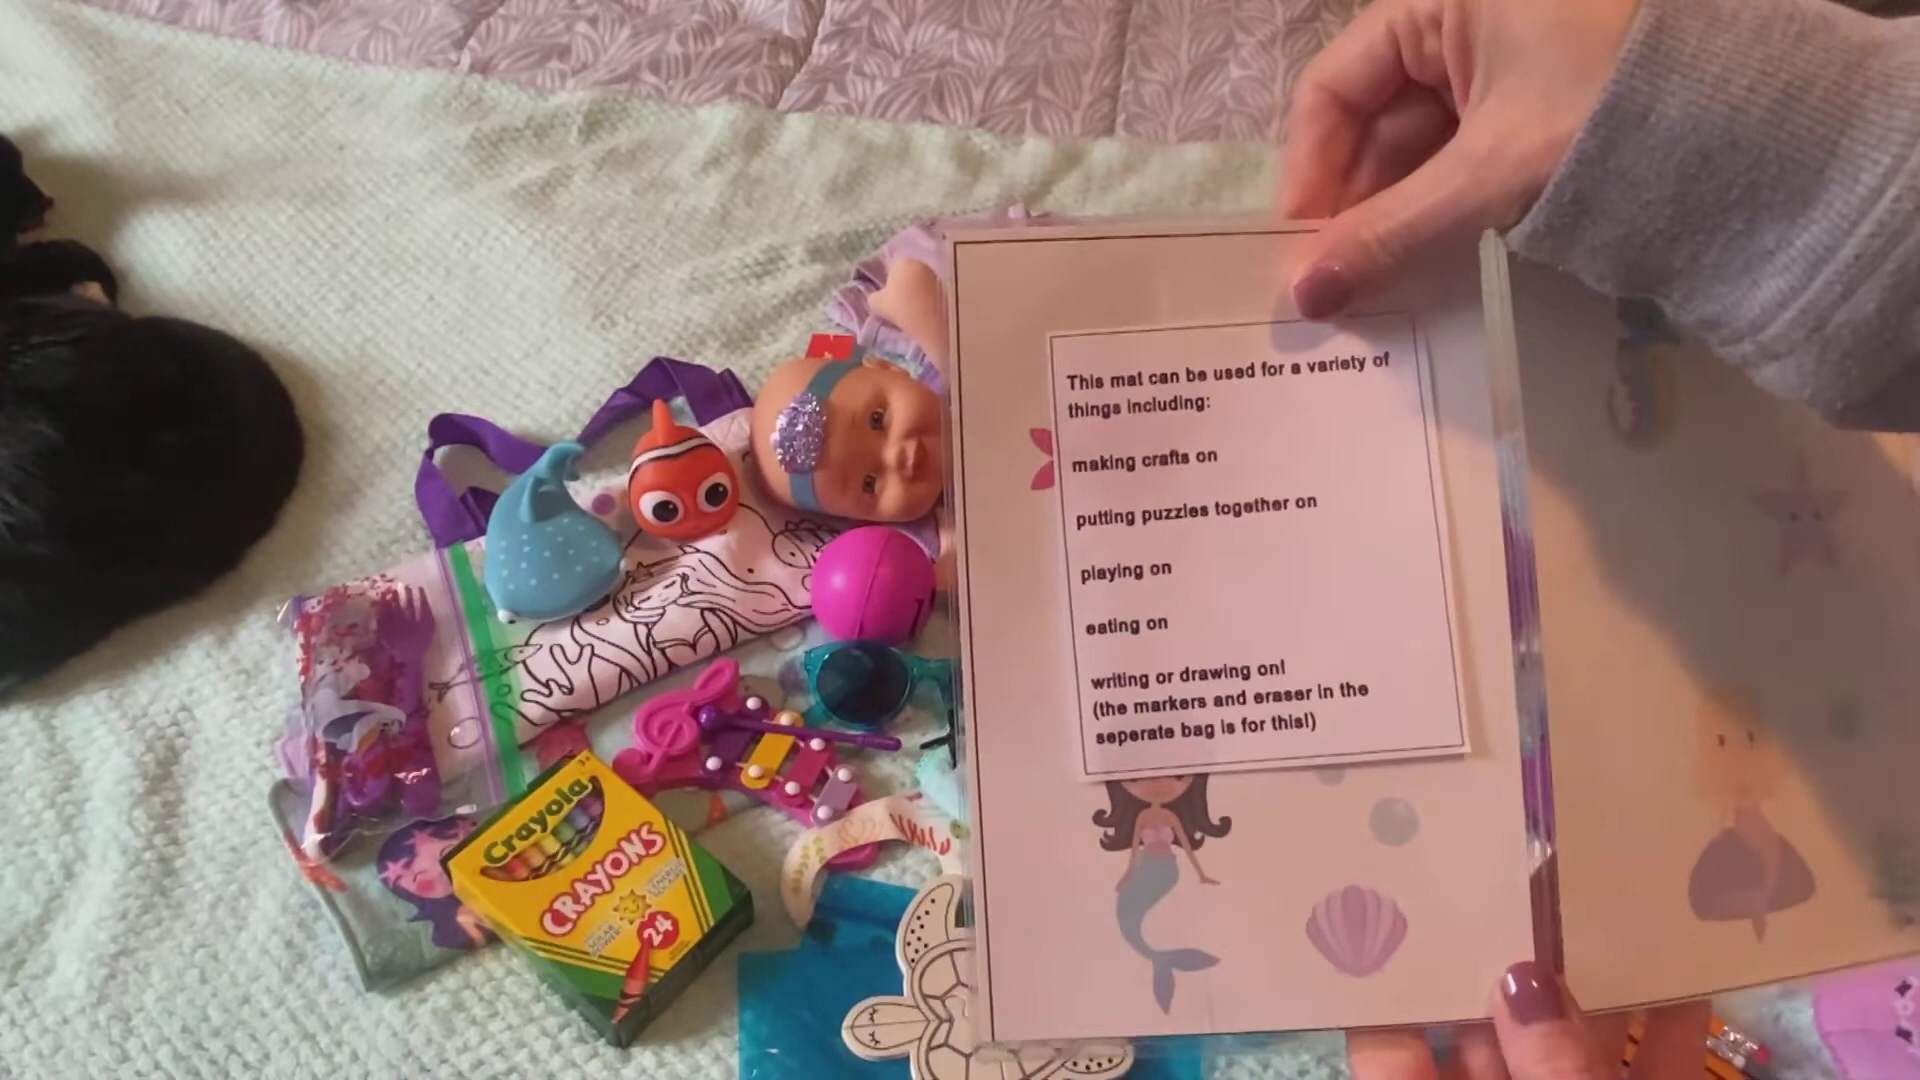 This mat can be used for a variety of
things including:
making crafts on
putting puzzles together on
playing on
eating on
writing or drawing on!
(the markers and eraser in the
seperate bag is for this!)
Crayola
CRAYONS
24